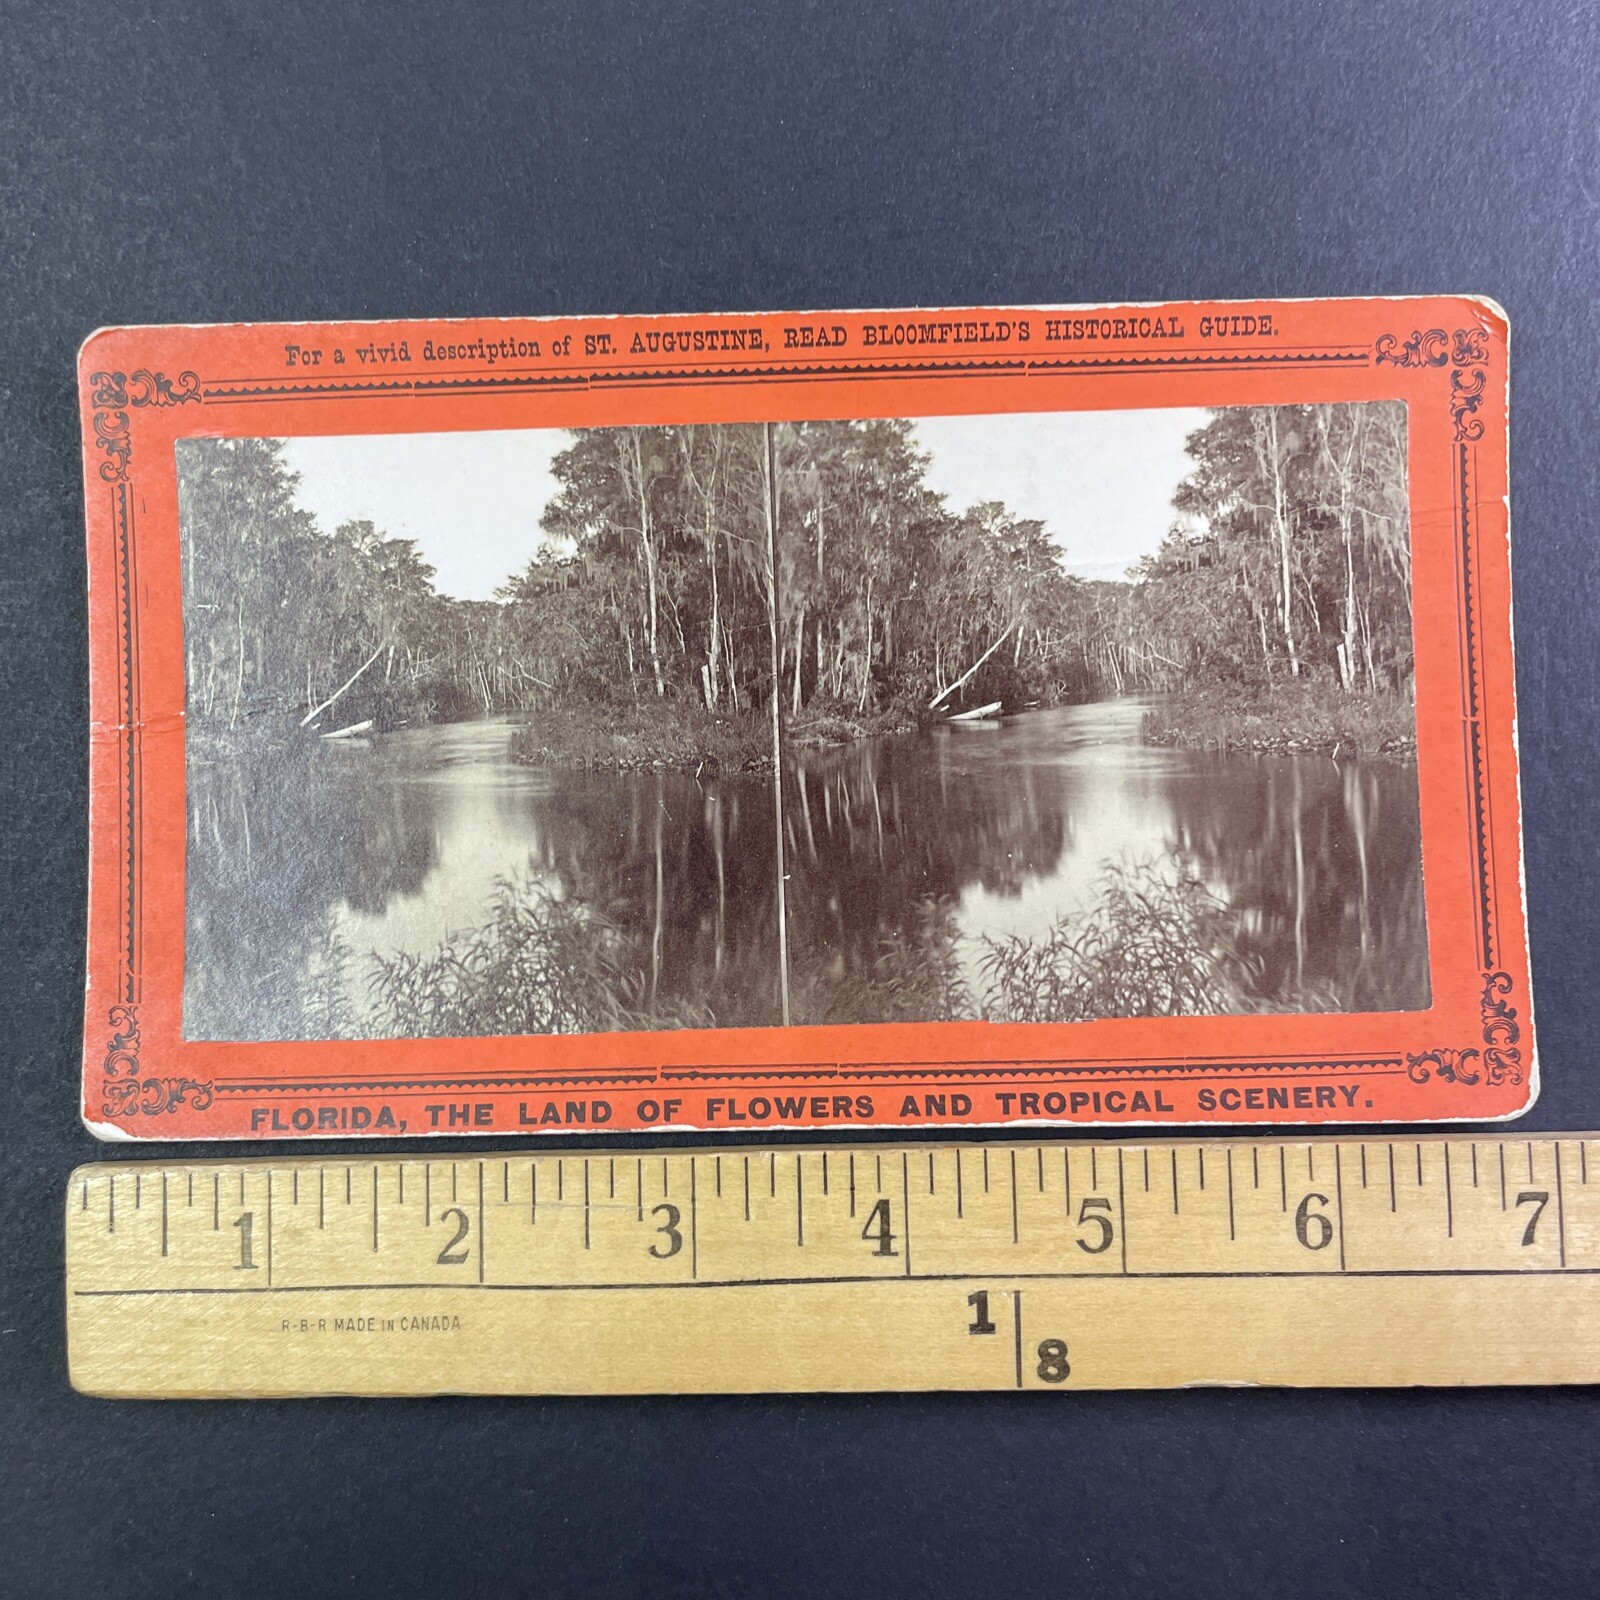 For a vivid description of ST. AUGUSTINE, READ BLOOMFIELD'S HISTORICAL GUIDE.
FLORIDA, THE LAND OF FLOWERS AND TROPICAL SCENERY.
1 2 3 4 5 6 7
R-B-R MADE IN CANADA
1
8